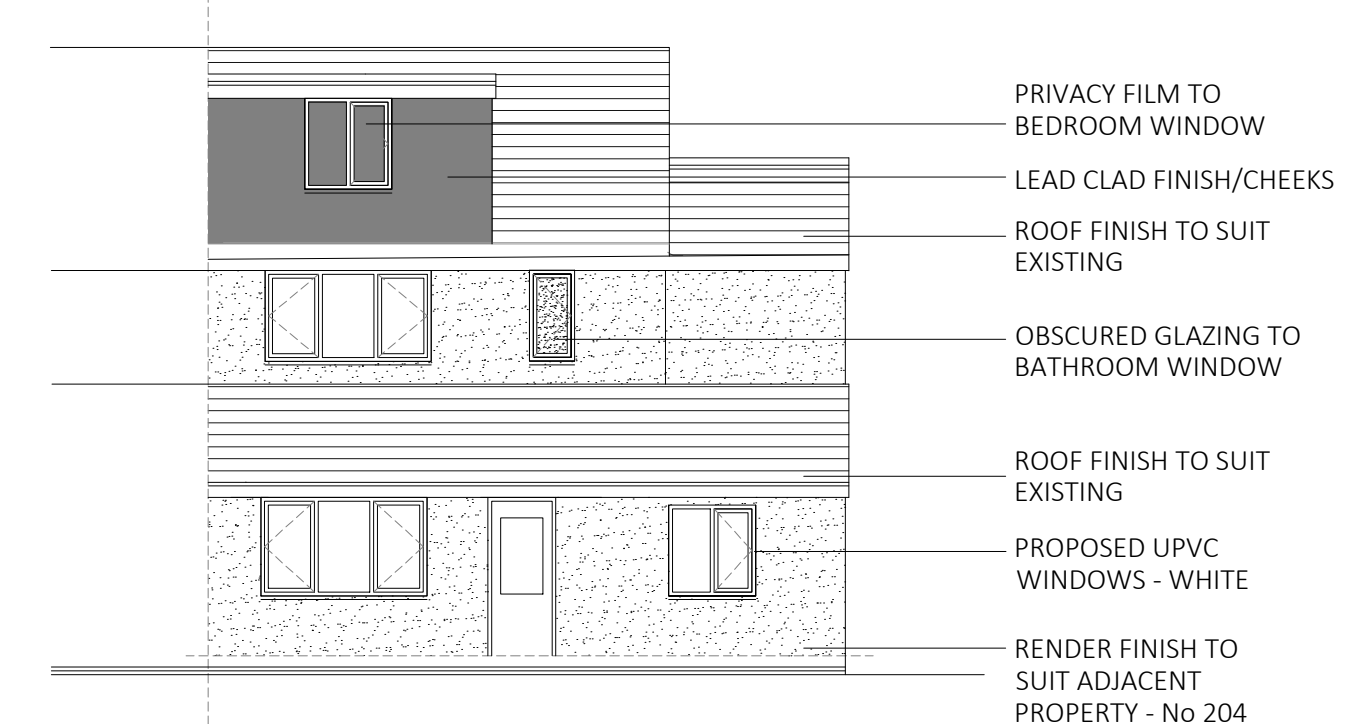 PRIVACY FILM TO
BEDROOM WINDOW
LEAD CLAD FINISH/CHEEKS
ROOF FINISH TO SUIT
EXISTING
OBSCURED GLAZING TO
BATHROOM WINDOW
ROOF FINISH TO SUIT
EXISTING
PROPOSED UPVC
WINDOWS - WHITE
RENDER FINISH TO
SUIT ADJACENT
PROPERTY - No 204